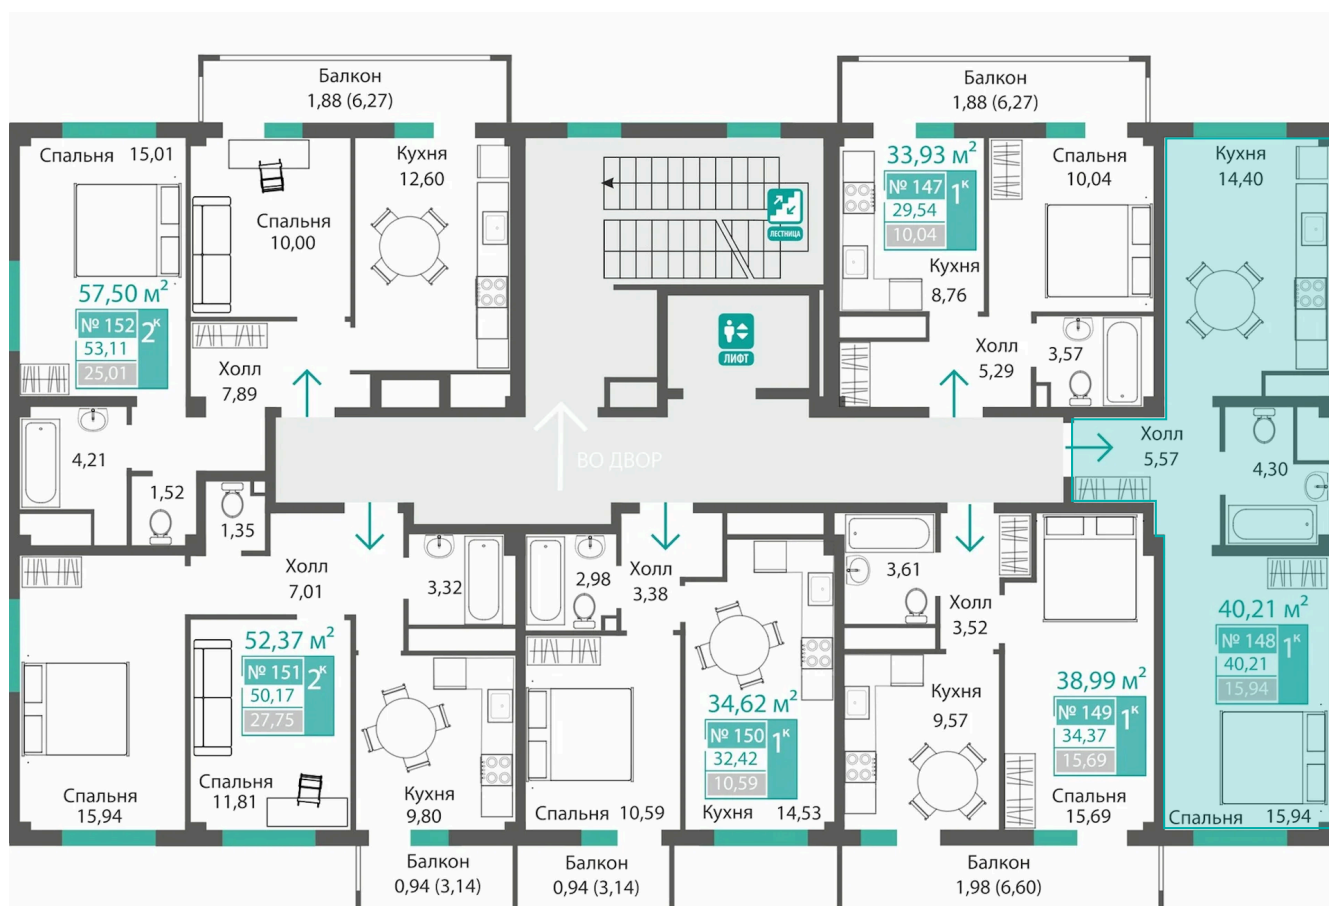 Балкон
1,88 (6,27)
Балкон
1,88 (6,27)
Спальня 15,01
Спальня
10,00
Кухня
12,60
57,50 м²
№ 152 2К
53,11
25,01
Холл
7,89
4,21
1,52
ЛЕСТНИЦА
ЛИФТ
ВО ДВОР
33,93 м²
№ 147 1К
29,54
10,04
Кухня
8,76
Спальня
10,04
Холл
5,29
3,57
Кухня
14,40
Холл
5,57
4,30
40,21 м²
№ 148 1К
40,21
15,94
Спальня 15,94
1,35
Холл
7,01
3,32
52,37 м²
№ 151 2К
50,17
27,75
Спальня
15,94
Спальня
11,81
Кухня
9,80
Балкон
0,94 (3,14)
2,98
Холл
3,38
34,62 м²
№ 150 1К
32,42
10,59
Спальня 10,59
Кухня 14,53
Балкон
0,94 (3,14)
3,61
Холл
3,52
Кухня
9,57
38,99 м²
№ 149 1К
34,37
15,69
Спальня
15,69
Балкон
1,98 (6,60)